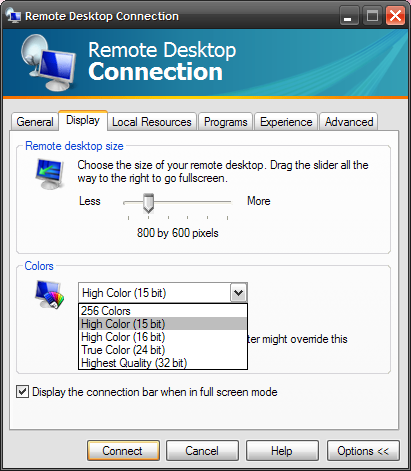 Remote Desktop Connection
Remote Desktop
Connection
General Display Local Resources Programs Experience Advanced
Remote desktop size
Choose the size of your remote desktop. Drag the slider all the
way to the right to go fullscreen.
Less More
800 by 600 pixels
Colors
High Color (15 bit)
256 Colors
High Color (15 bit)
High Color (16 bit)
ter might override this
True Color (24 bit)
Highest Quality (32 bit)
Display the connection bar when in full screen mode
Connect Cancel Help Options <<